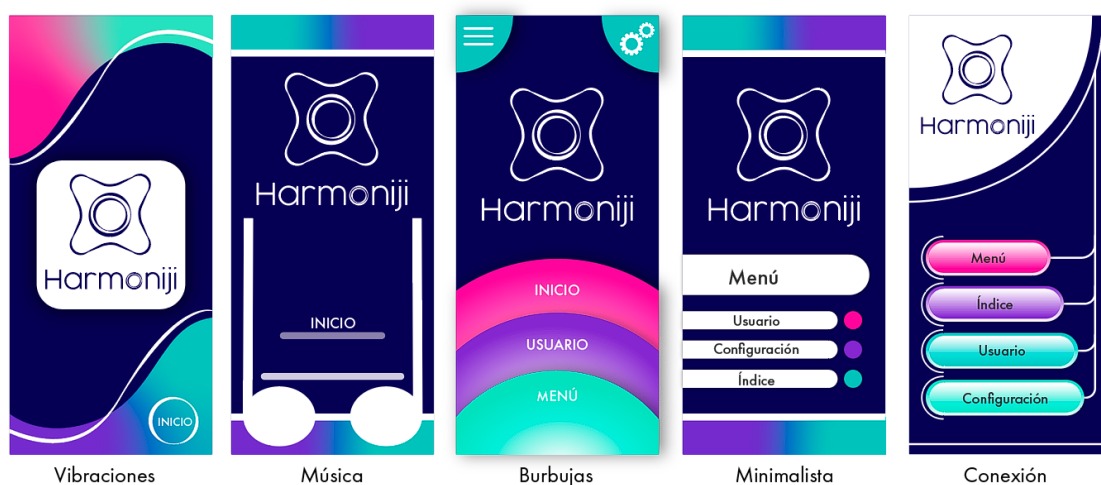 Harmoniji
INICIO
Vibraciones
Harmoniji
INICIO
Música
Harmoniji
INICIO
USUARIO
MENÚ
Burbujas
Harmoniji
Menú
Usuario
Configuración
Índice
Minimalista
Harmoniji
Menú
Índice
Usuario
Configuración
Conexión